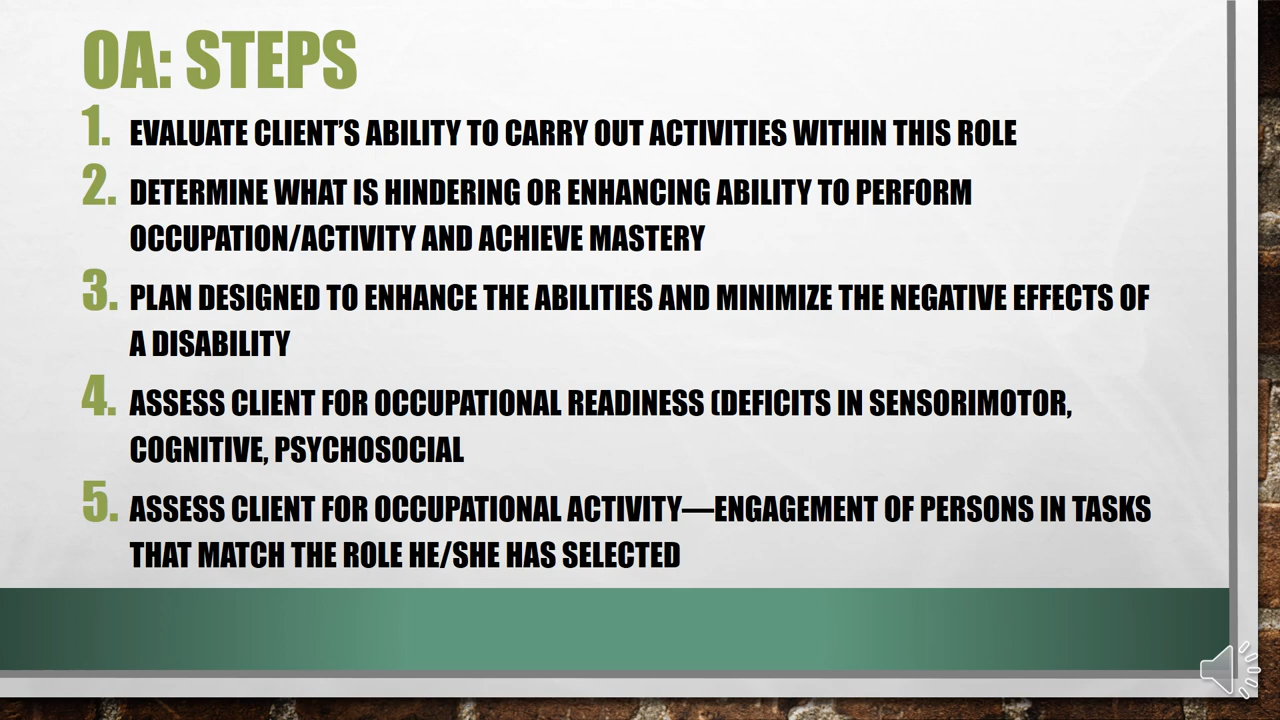 OA: STEPS
1. EVALUATE CLIENT’S ABILITY TO CARRY OUT ACTIVITIES WITHIN THIS ROLE
2. DETERMINE WHAT IS HINDERING OR ENHANCING ABILITY TO PERFORM
OCCUPATION/ACTIVITY AND ACHIEVE MASTERY
3. PLAN DESIGNED TO ENHANCE THE ABILITIES AND MINIMIZE THE NEGATIVE EFFECTS OF
A DISABILITY
4. ASSESS CLIENT FOR OCCUPATIONAL READINESS (DEFICITS IN SENSORIMOTOR,
COGNITIVE, PSYCHOSOCIAL
5. ASSESS CLIENT FOR OCCUPATIONAL ACTIVITY—ENGAGEMENT OF PERSONS IN TASKS
THAT MATCH THE ROLE HE/SHE HAS SELECTED